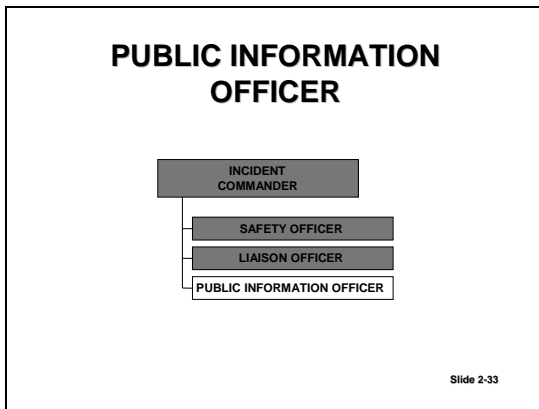 PUBLIC INFORMATION
OFFICER
INCIDENT
COMMANDER
SAFETY OFFICER
LIAISON OFFICER
PUBLIC INFORMATION OFFICER
Slide 2-33